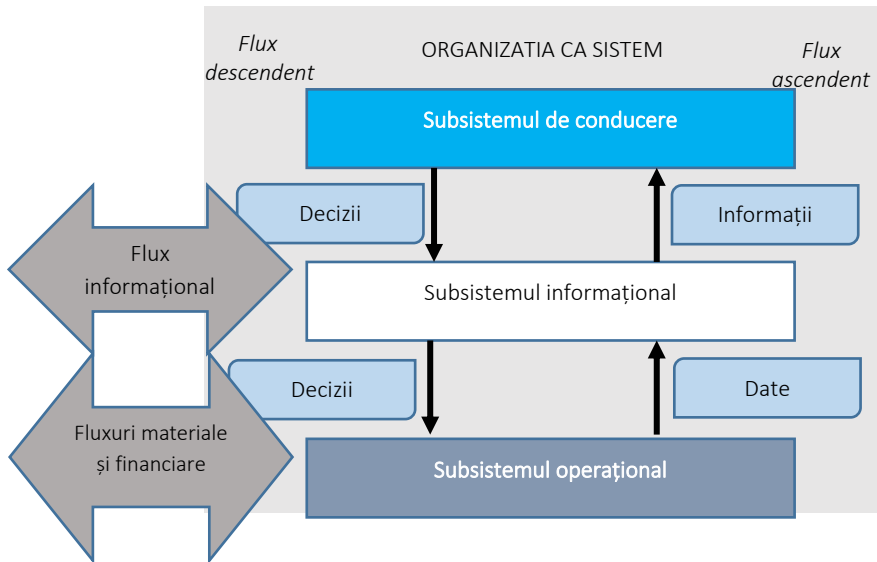 Flux
descendent
ORGANIZATIA CA SISTEM
Flux
ascendent
Subsistemul de conducere
Decizii
Informații
Flux
informațional
Subsistemul informațional
Decizii
Date
Fluxuri materiale
și financiare
Subsistemul operațional